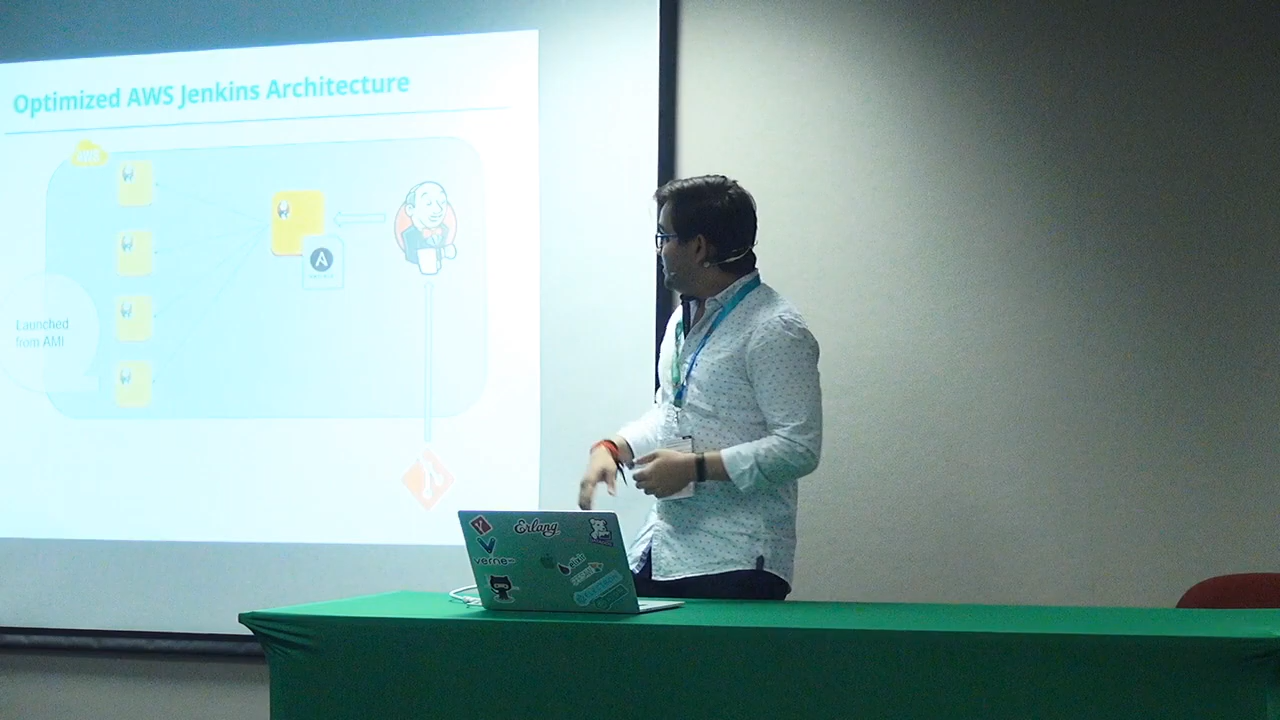 Optimized AWS Jenkins Architecture
Launched
from AMI
Erlang
verne